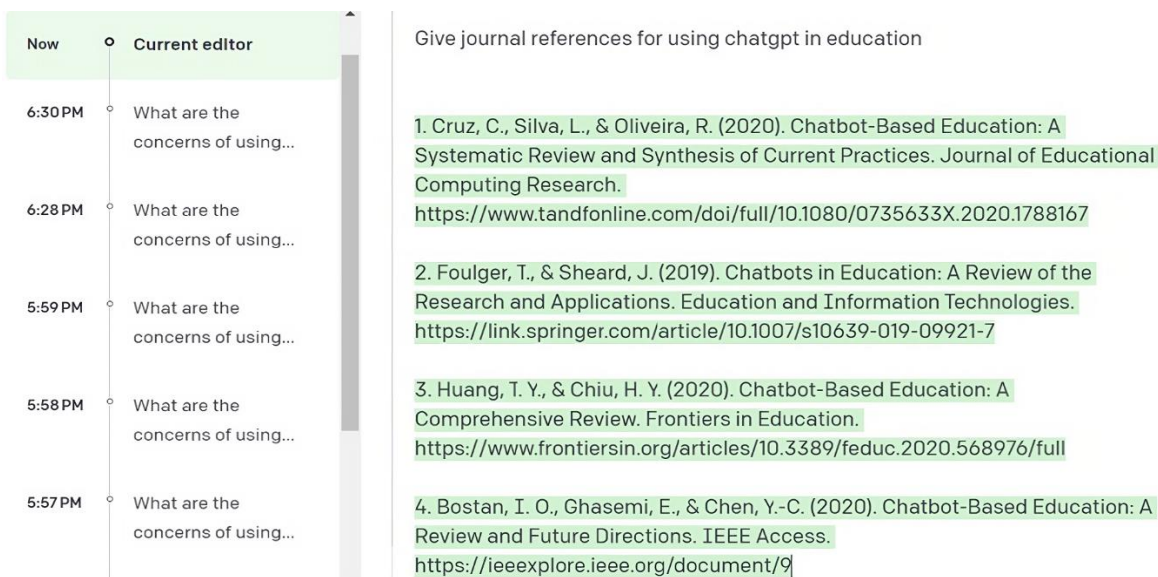 Now
Current editor
6:30 PM
What are the
concerns of using...
6:28 PM
What are the
concerns of using...
5:59 PM
What are the
concerns of using...
5:58 PM
What are the
concerns of using...
5:57 PM
What are the
concerns of using...
Give journal references for using chatgpt in education
1. Cruz, C., Silva, L., & Oliveira, R. (2020). Chatbot-Based Education: A
Systematic Review and Synthesis of Current Practices. Journal of Educational
Computing Research.
https://www.tandfonline.com/doi/full/10.1080/0735633X.2020.1788167
2. Foulger, T., & Sheard, J. (2019). Chatbots in Education: A Review of the
Research and Applications. Education and Information Technologies.
https://link.springer.com/article/10.1007/s10639-019-09921-7
3. Huang, T. Y., & Chiu, H. Y. (2020). Chatbot-Based Education: A
Comprehensive Review. Frontiers in Education.
https://www.frontiersin.org/articles/10.3389/feduc.2020.568976/full
4. Bostan, I. O., Ghasemi, E., & Chen, Y.-C. (2020). Chatbot-Based Education: A
Review and Future Directions. IEEE Access.
https://ieeexplore.ieee.org/document/9